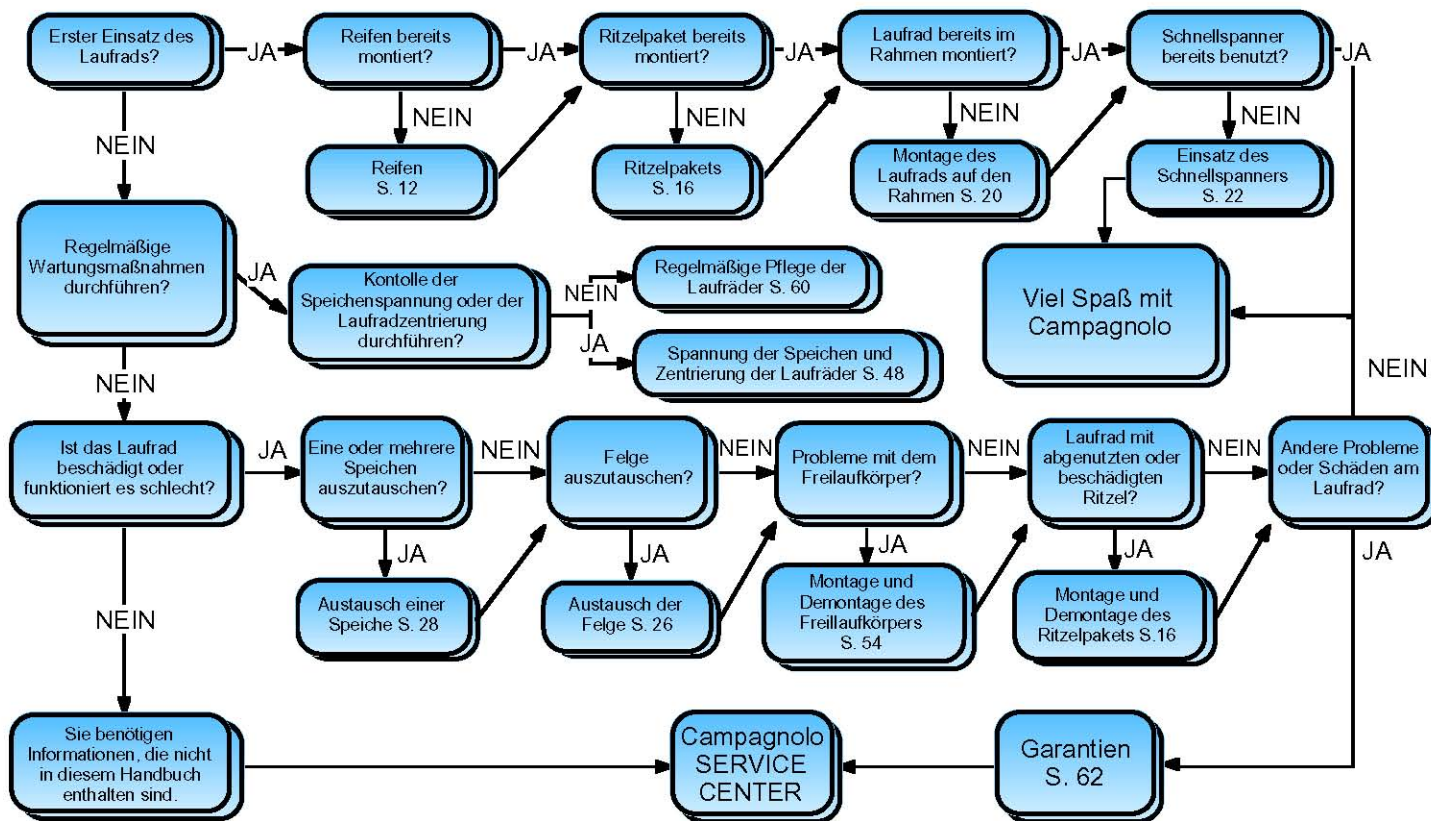 Erster Einsatz des
Laufrads?
JA
Reifen bereits
montiert?
JA
Ritzelpaket bereits
montiert?
JA
Laufrad bereits im
Rahmen montiert?
JA
Schnellspanner
bereits benutzt?
JA
NEIN
NEIN
NEIN
NEIN
NEIN
Reifen
S. 12
Ritzelpakets
S. 16
Montage des
Laufrads auf den
Rahmen S. 20
Einsatz des
Schnellspanners
S. 22
Regelmäßige
Wartungsmaßnahmen
durchführen?
JA
Kontolle der
Speichenspannung oder der
Laufradzentrierung
durchführen?
NEIN
Regelmäßige Pflege der
Laufräder S. 60
JA
Spannung der Speichen und
Zentrierung der Laufräder S. 48
Viel Spaß mit
Campagnolo
NEIN
NEIN
Ist das Laufrad
beschädigt oder
funktioniert es schlecht?
JA
Eine oder mehrere
Speichen
auszutauschen?
NEIN
Felge
auszutauschen?
NEIN
Probleme mit dem
Freilaufkörper?
NEIN
Laufrad mit
abgenutzten oder
beschädigten
Ritzel?
NEIN
Andere Probleme
oder Schäden am
Laufrad?
JA
JA
JA
JA
JA
NEIN
Austausch einer
Speiche S. 28
Austausch der
Felge S. 26
Montage und
Demontage des
Freillaufkörpers
S. 54
Montage und
Demontage des
Ritzelpakets S.16
Sie benötigen
Informationen, die nicht
in diesem Handbuch
enthalten sind.
Campagnolo
SERVICE
CENTER
Garantien
S. 62